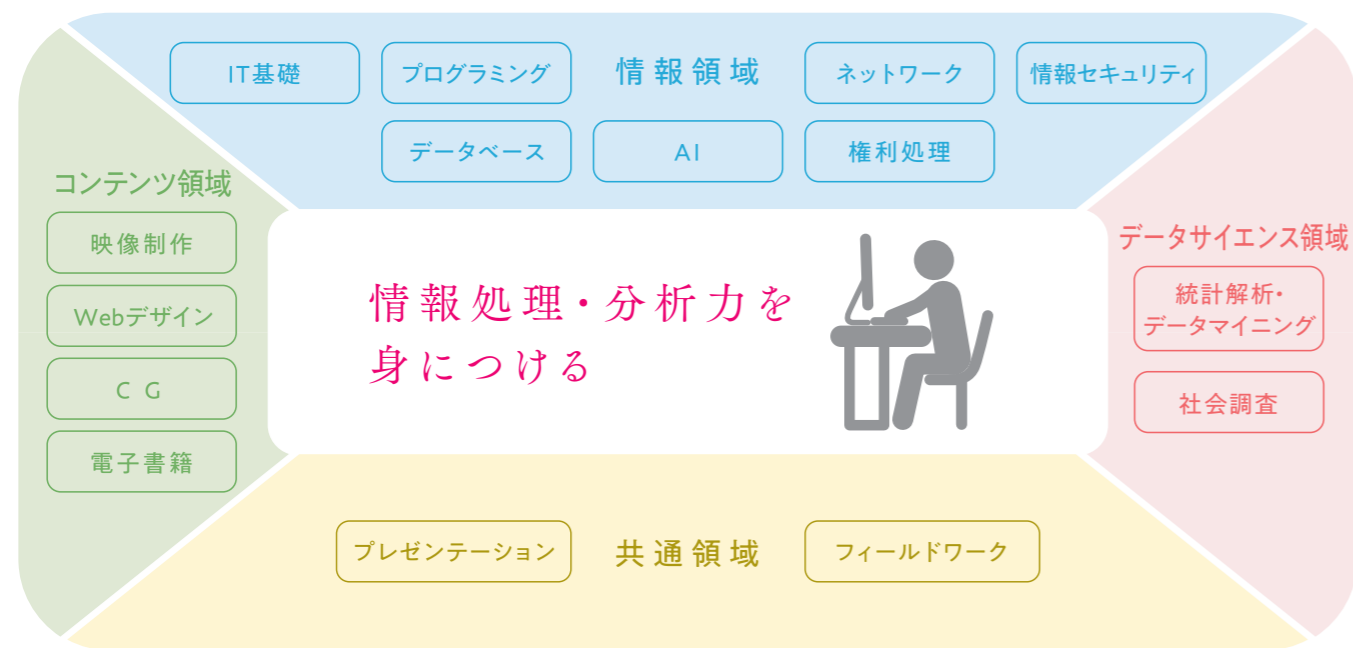 情報領域
IT基礎
プログラミング
ネットワーク
情報セキュリティ
データベース
AI
権利処理
コンテンツ領域
映像制作
Webデザイン
CG
電子書籍
情報処理・分析力を
身につける
データサイエンス領域
統計解析・
データマイニング
社会調査
共通領域
プレゼンテーション
フィールドワーク